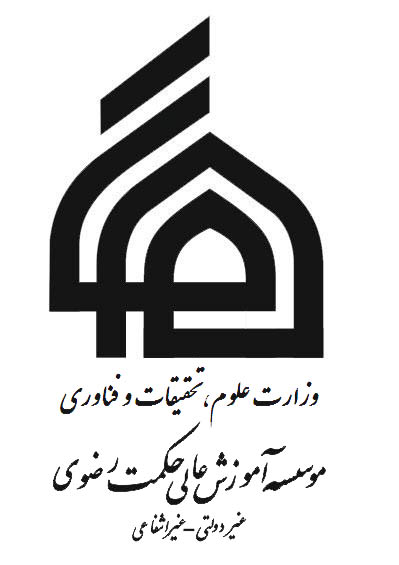 وزارت علوم، تحقیقات و فناوری
موسسه آموزش عالی حکمت رضوی
غیر دولتی - غیرانتفاعی